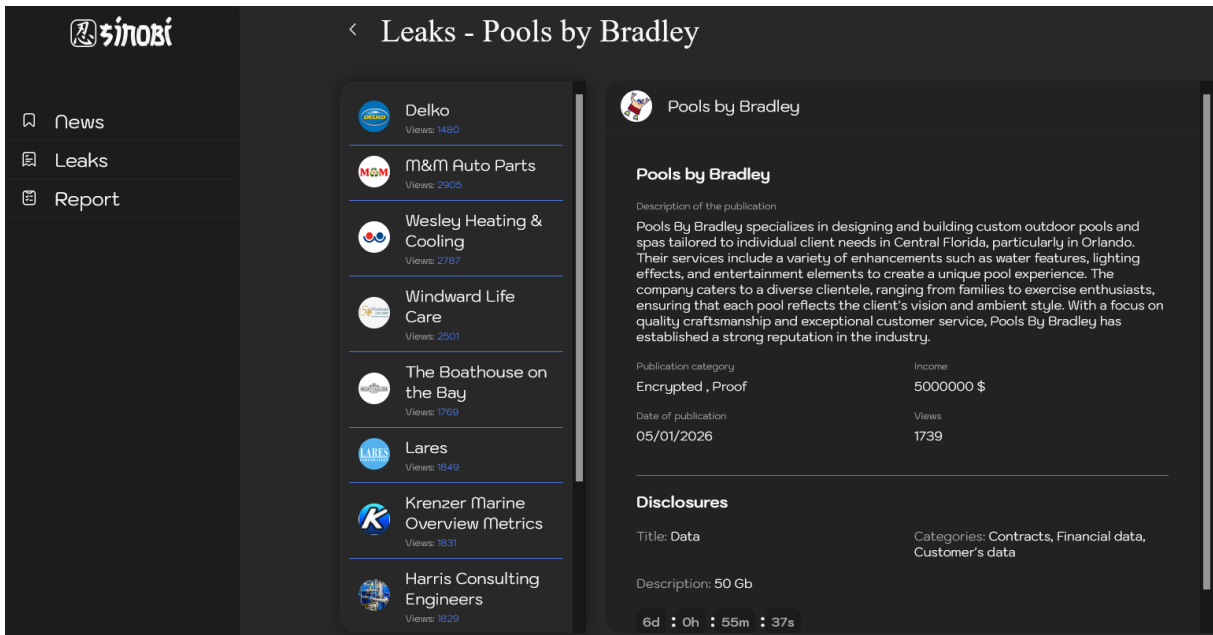 忍 sinobi
Leaks - Pools by Bradley
News
Leaks
Report
DELKO
Delko
Views: 1480
M&M
M&M Auto Parts
Views: 2905
Wesley Heating &
Cooling
Views: 2787
Windward Life
Care
Views: 2501
BOATHOUSE
The Boathouse on
the Bay
Views: 1769
LARES
Lares
Views: 1849
K
Krenzer Marine
Overview Metrics
Views: 1831
Harris Consulting
Engineers
Views: 1829
Pools by Bradley
Pools by Bradley
Description of the publication
Pools By Bradley specializes in designing and building custom outdoor pools and
spas tailored to individual client needs in Central Florida, particularly in Orlando.
Their services include a variety of enhancements such as water features, lighting
effects, and entertainment elements to create a unique pool experience. The
company caters to a diverse clientele, ranging from families to exercise enthusiasts,
ensuring that each pool reflects the client's vision and ambient style. With a focus on
quality craftsmanship and exceptional customer service, Pools By Bradley has
established a strong reputation in the industry.
Publication category
Encrypted , Proof
Income
5000000 $
Date of publication
05/01/2026
Views
1739
Disclosures
Title: Data
Categories: Contracts, Financial data,
Customer's data
Description: 50 Gb
6d : 0h : 55m : 37s